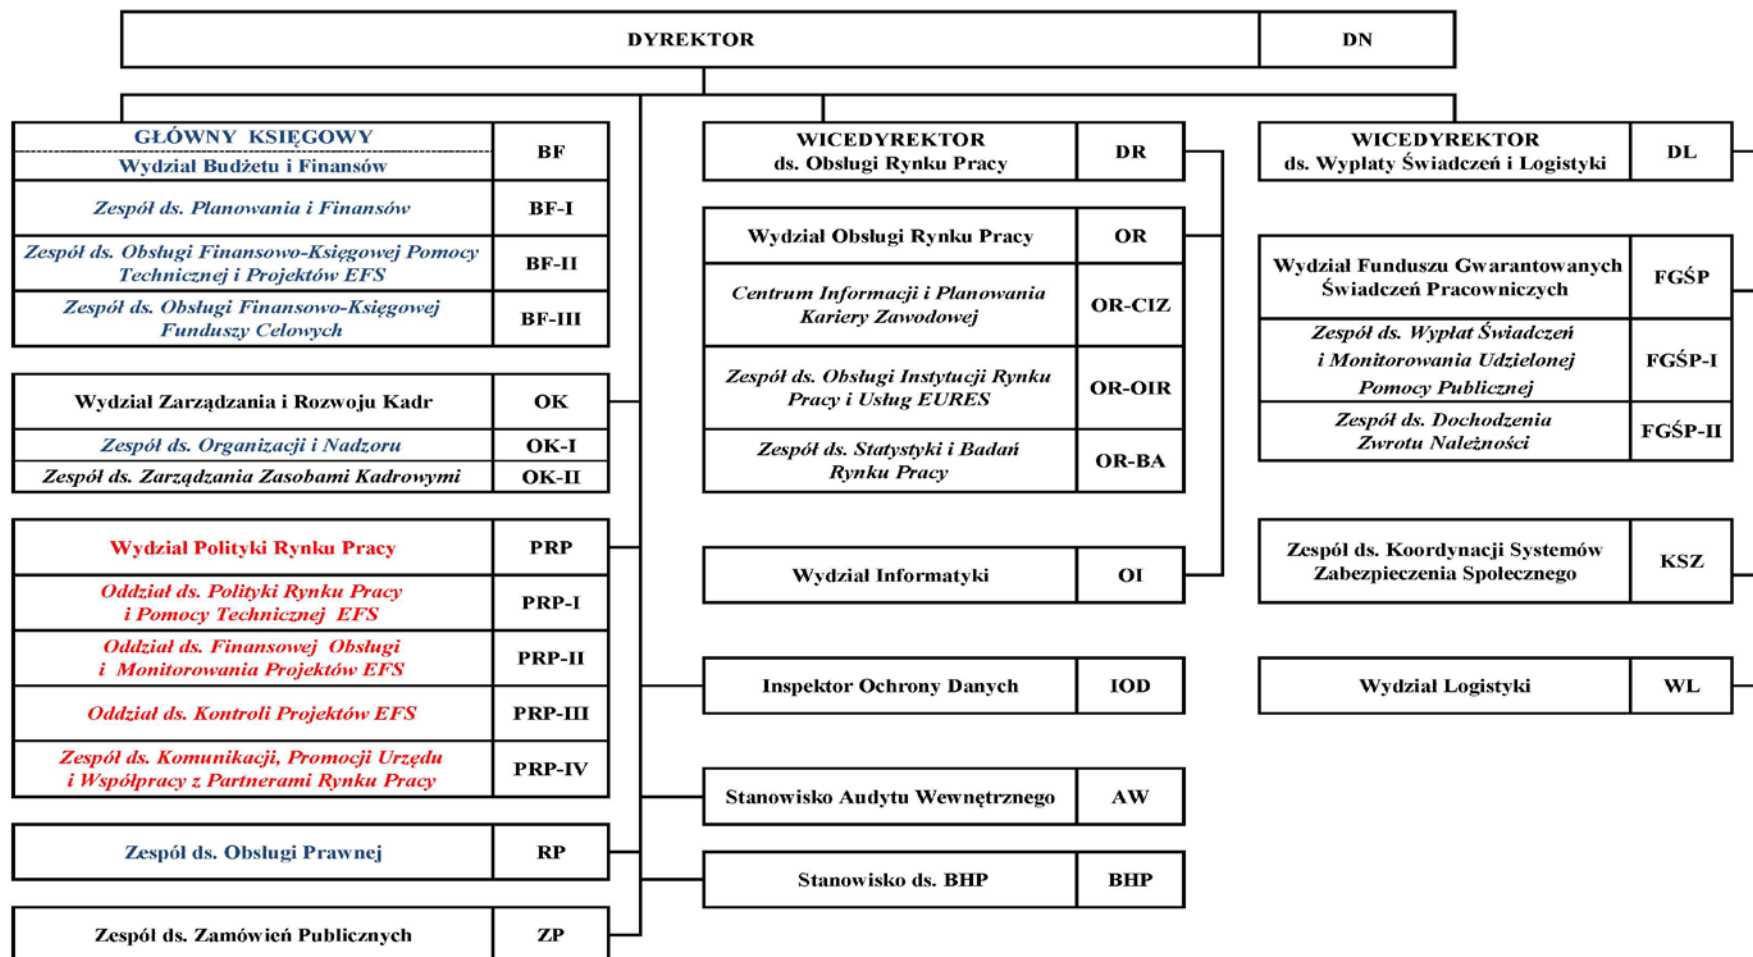 DYREKTOR DN
GŁÓWNY KSIĘGOWY
Wydział Budżetu i Finansów
BF
Zespół ds. Planowania i Finansów BF-I
Zespół ds. Obsługi Finansowo-Księgowej Pomocy
Technicznej i Projektów EFS
BF-II
Zespół ds. Obsługi Finansowo-Księgowej
Funduszy Celowych
BF-III
Wydział Zarządzania i Rozwoju Kadr OK
Zespół ds. Organizacji i Nadzoru OK-I
Zespół ds. Zarządzania Zasobami Kadrowymi OK-II
Wydział Polityki Rynku Pracy PRP
Oddział ds. Polityki Rynku Pracy
i Pomocy Technicznej EFS
PRP-I
Oddział ds. Finansowej Obsługi
i Monitorowania Projektów EFS
PRP-II
Oddział ds. Kontroli Projektów EFS PRP-III
Zespół ds. Komunikacji, Promocji Urzędu
i Współpracy z Partnerami Rynku Pracy
PRP-IV
Zespół ds. Obsługi Prawnej RP
Zespół ds. Zamówień Publicznych ZP
WICEDYREKTOR
ds. Obsługi Rynku Pracy
DR
Wydział Obsługi Rynku Pracy OR
Centrum Informacji i Planowania
Kariery Zawodowej
OR-CIZ
Zespół ds. Obsługi Instytucji Rynku
Pracy i Usług EURES
OR-OIR
Zespół ds. Statystyki i Badań
Rynku Pracy
OR-BA
Wydział Informatyki OI
Inspektor Ochrony Danych IOD
Stanowisko Audytu Wewnętrznego AW
Stanowisko ds. BHP BHP
WICEDYREKTOR
ds. Wypłaty Świadczeń i Logistyki
DL
Wydział Funduszu Gwarantowanych
Świadczeń Pracowniczych
FGŚP
Zespół ds. Wypłat Świadczeń
i Monitorowania Udzielonej
Pomocy Publicznej
FGŚP-I
Zespół ds. Dochodzenia
Zwrotu Należności
FGŚP-II
Zespół ds. Koordynacji Systemów
Zabezpieczenia Społecznego
KSZ
Wydział Logistyki WL